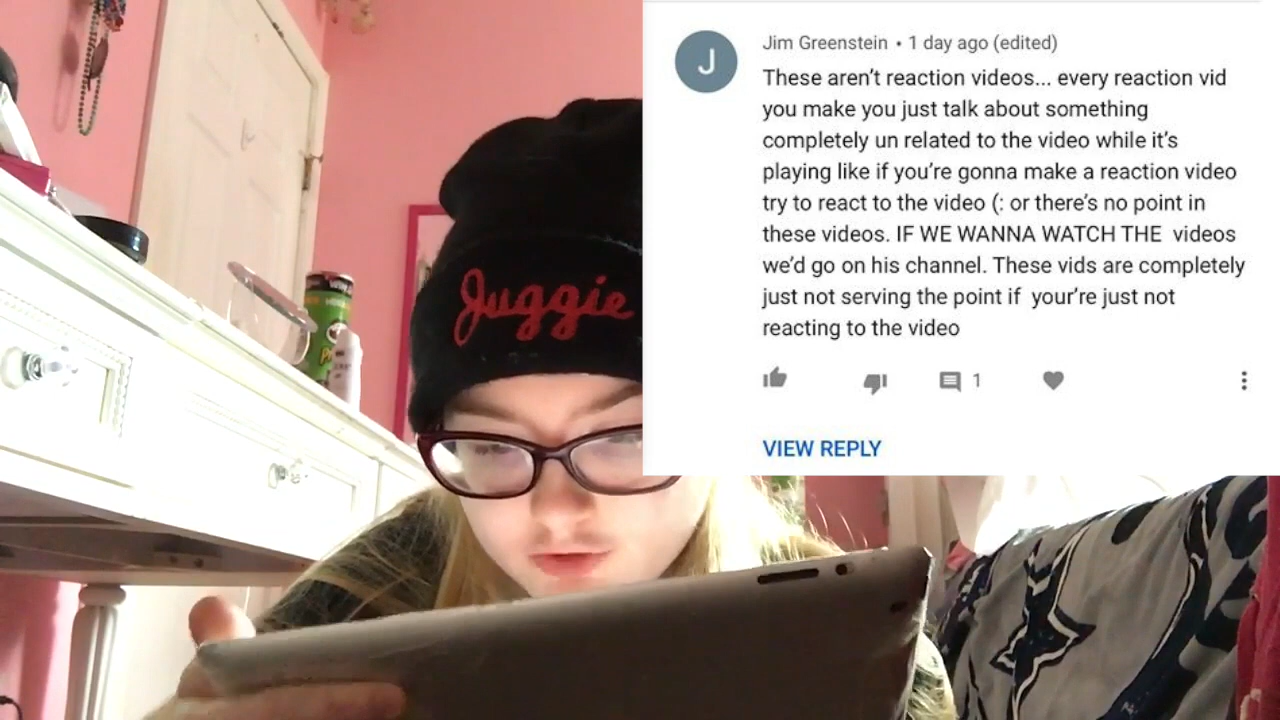 Jim Greenstein • 1 day ago (edited)
J
These aren't reaction videos... every reaction vid
you make you just talk about something
completely un related to the video while it's
playing like if you're gonna make a reaction video
try to react to the video (: or there's no point in
these videos. IF WE WANNA WATCH THE  videos
we'd go on his channel. These vids are completely
just not serving the point if  your're just not
reacting to the video
1
VIEW REPLY
Juggie